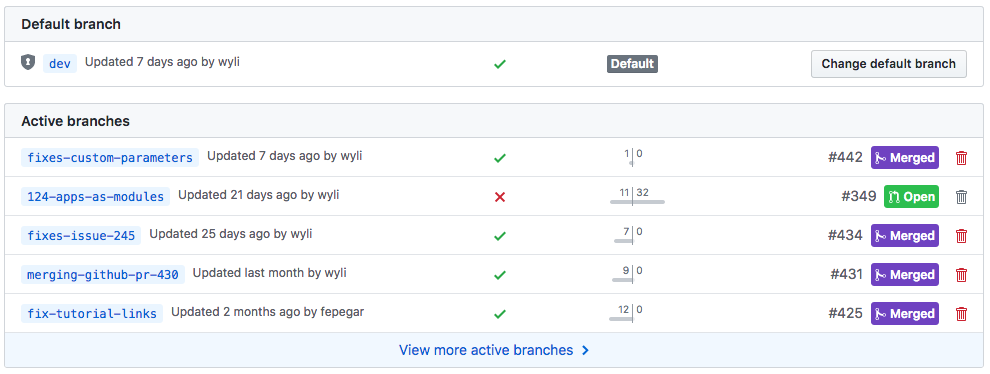 Default branch
dev Updated 7 days ago by wyli Default Change default branch
Active branches
fixes-custom-parameters Updated 7 days ago by wyli 1 0 #442 Merged
124-apps-as-modules Updated 21 days ago by wyli 11 32 #349 Open
fixes-issue-245 Updated 25 days ago by wyli 7 0 #434 Merged
merging-github-pr-430 Updated last month by wyli 9 0 #431 Merged
fix-tutorial-links Updated 2 months ago by fepegar 12 0 #425 Merged
View more active branches